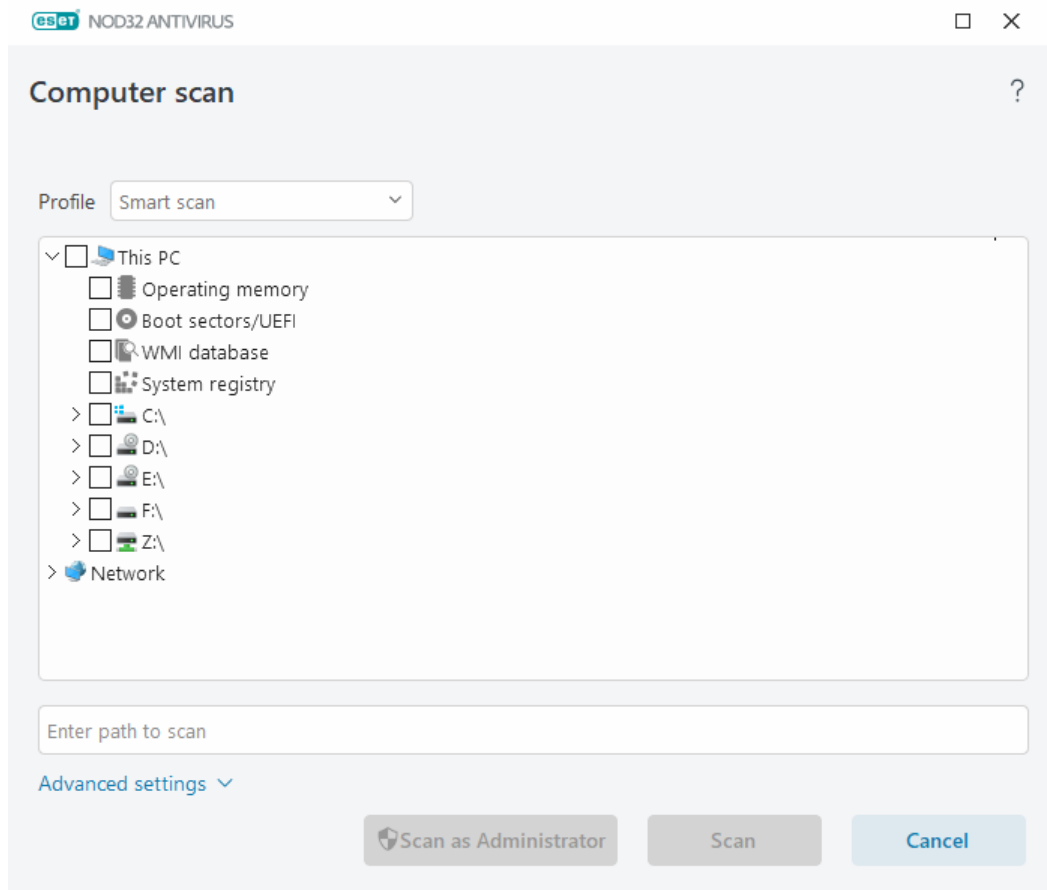 eseT NOD32 ANTIVIRUS
Computer scan
?
Profile Smart scan
This PC
Operating memory
Boot sectors/UEFI
WMI database
System registry
C:\
D:\
E:\
F:\
Z:\
Network
Enter path to scan
Advanced settings
Scan as Administrator Scan Cancel